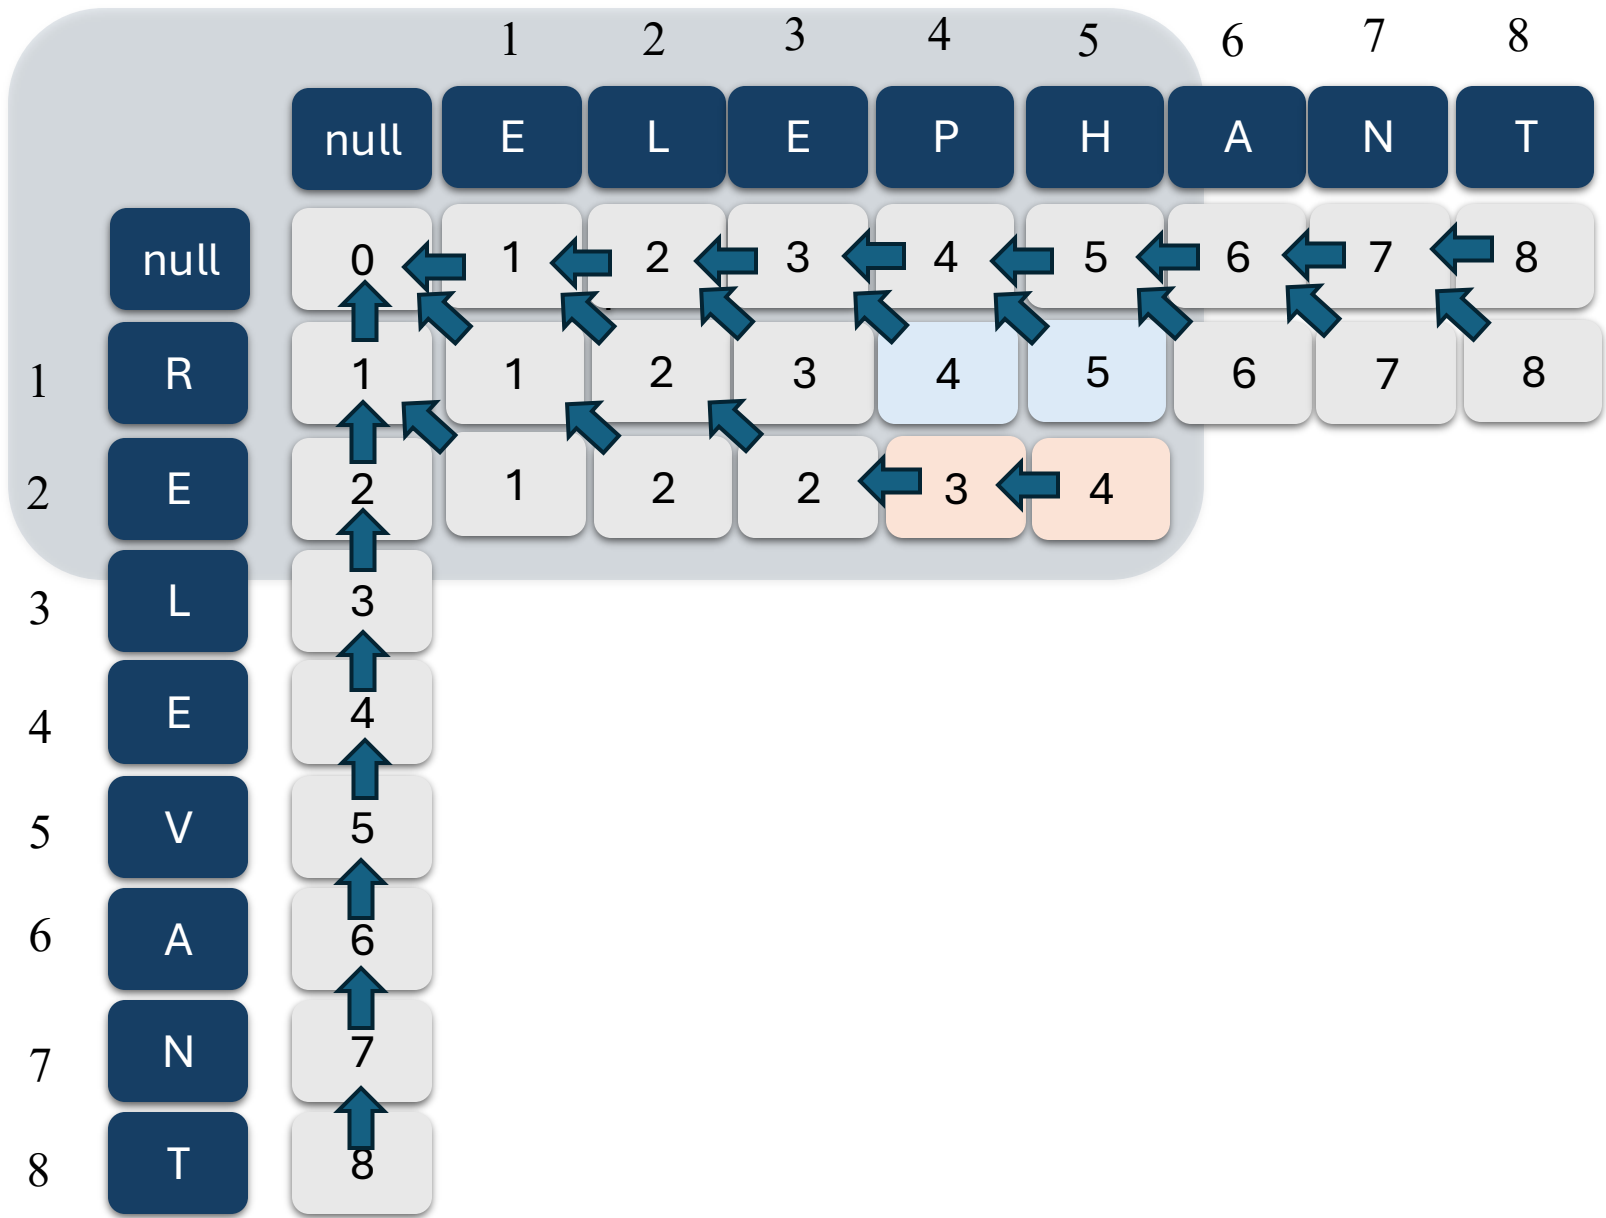 1 2 3 4 5 6 7 8
null E L E P H A N T
null 0 1 2 3 4 5 6 7 8
1 R 1 1 2 3 4 5 6 7 8
2 E 2 1 2 2 3 4
3 L 3
4 E 4
5 V 5
6 A 6
7 N 7
8 T 8